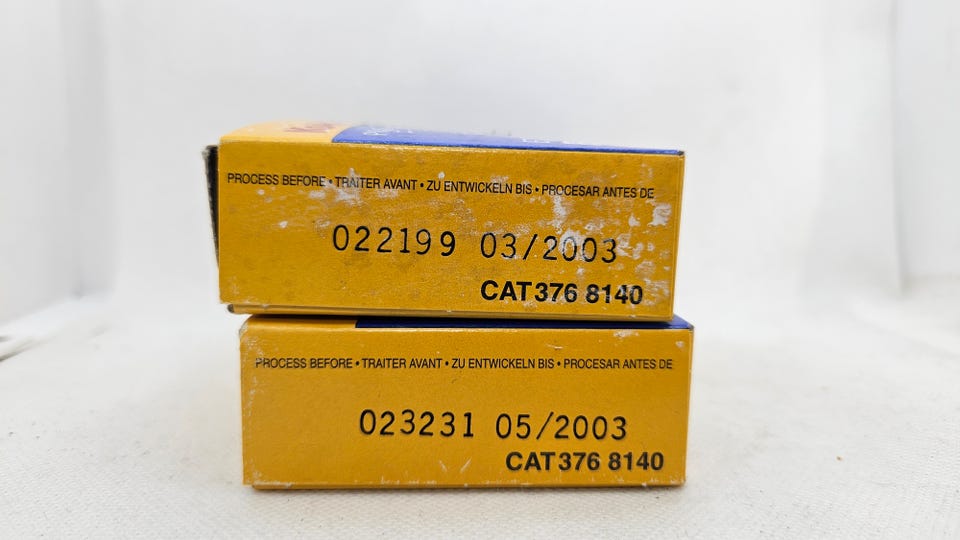 PROCESS BEFORE • TRAITER AVANT • ZU ENTWICKELN BIS • PROCESAR ANTES DE
022199 03/2003
CAT 376 8140
PROCESS BEFORE • TRAITER AVANT • ZU ENTWICKELN BIS • PROCESAR ANTES DE
023231 05/2003
CAT 376 8140